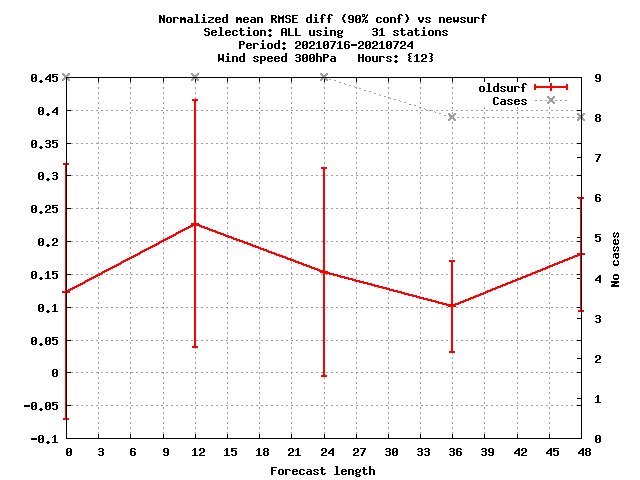 Normalized mean RMSE diff (90% conf) vs newsurf
Selection: ALL using    31 stations
Period: 20210716-20210724
Wind speed 300hPa   Hours: {12}
oldsurf
Cases
0.45
0.4
0.35
0.3
0.25
0.2
0.15
0.1
0.05
0
-0.05
-0.1
9
8
7
6
5
4
3
2
1
0
No cases
0 3 6 9 12 15 18 21 24 27 30 33 36 39 42 45 48
Forecast length